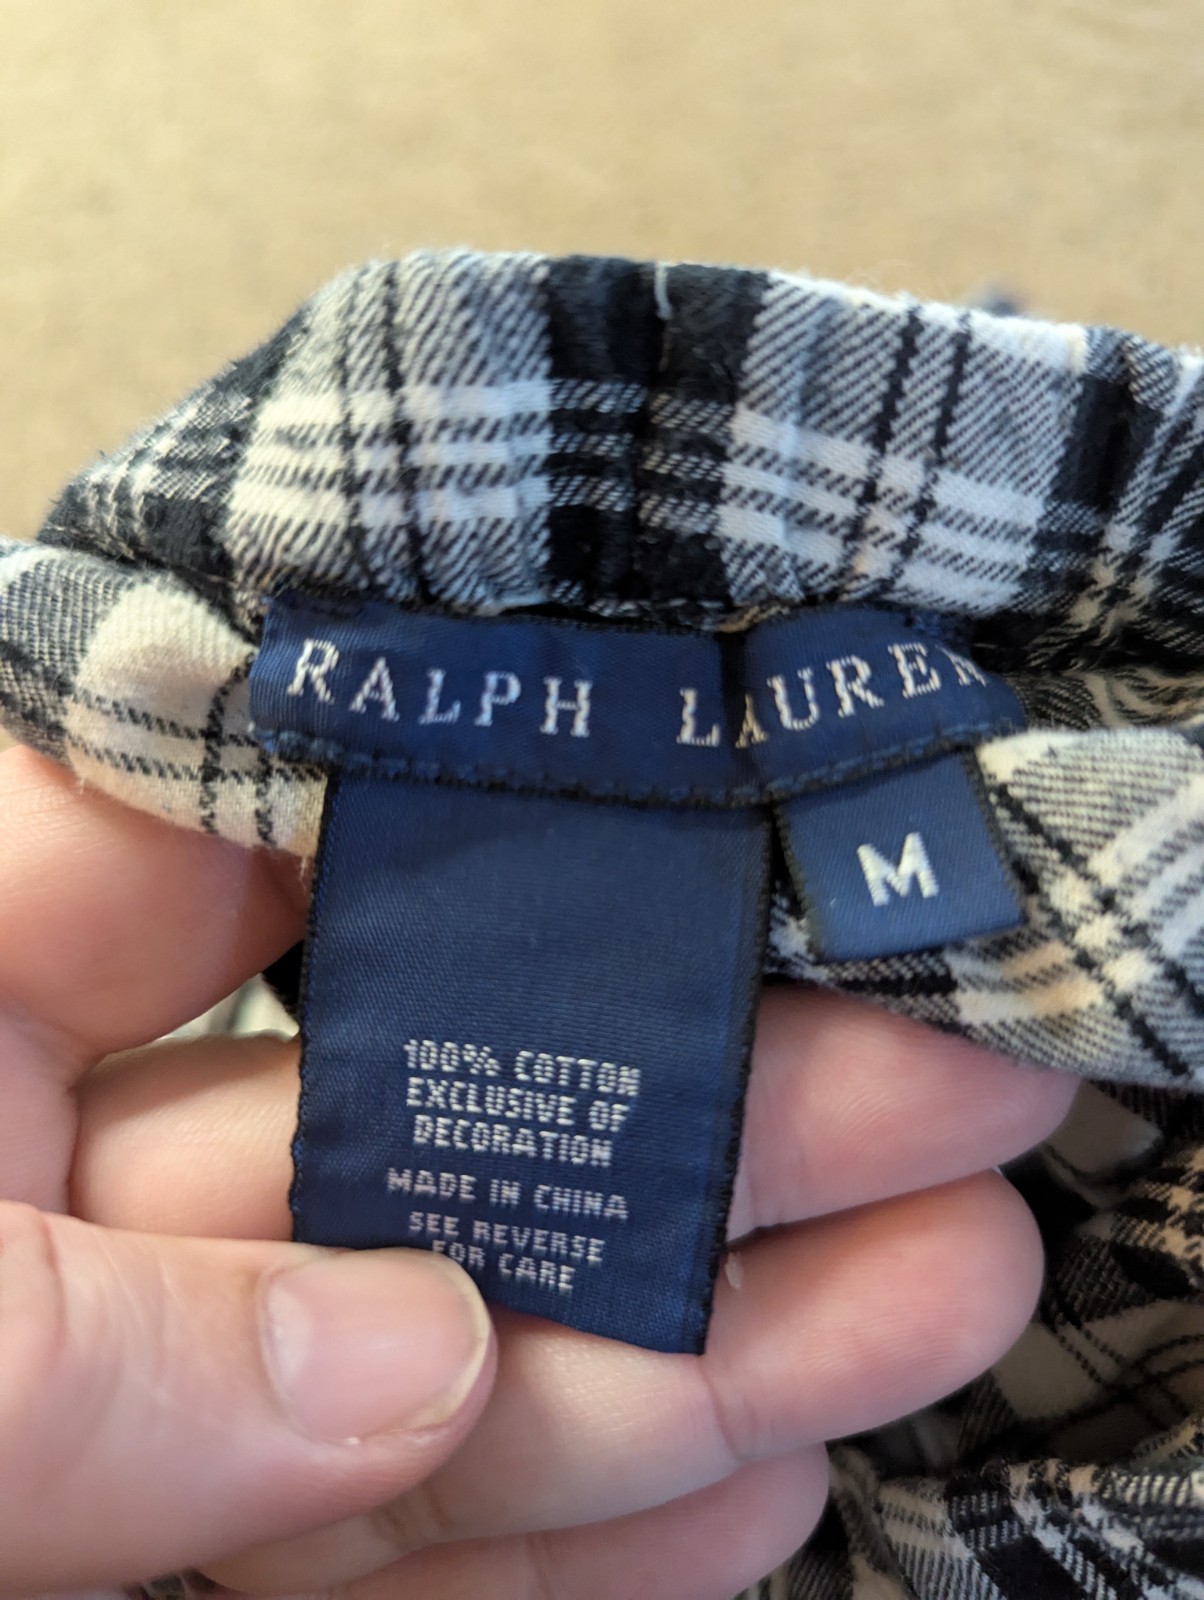 RALPH LAUREN
M
100% COTTON
EXCLUSIVE OF
DECORATION
MADE IN CHINA
SEE REVERSE
FOR CARE